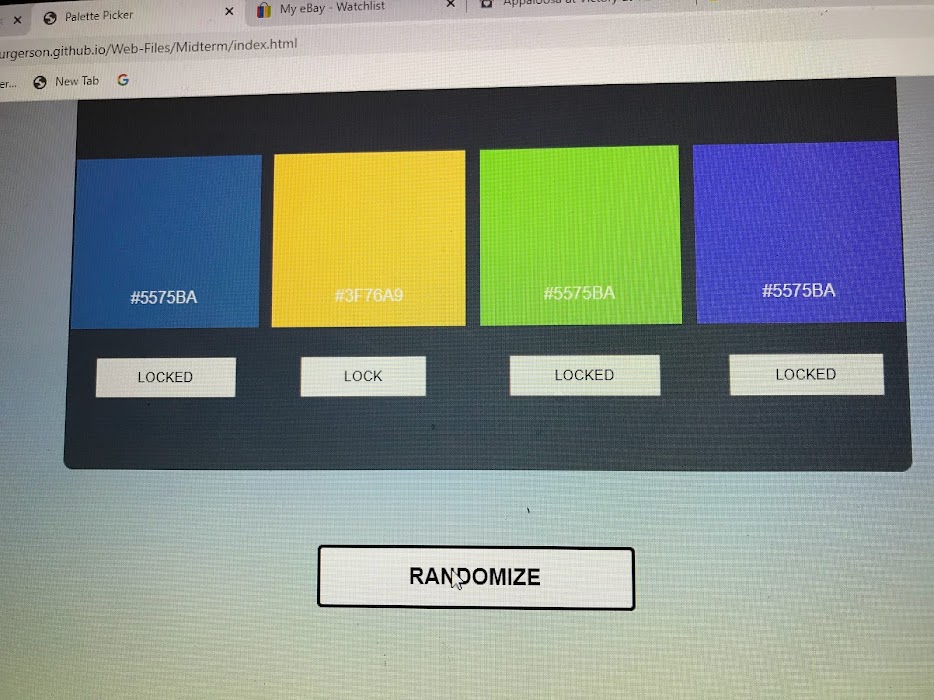 Palette Picker
My eBay - Watchlist
urgerson.github.io/Web-Files/Midterm/index.html
er...
New Tab
#5575BA
#3F76A9
#5575BA
#5575BA
LOCKED
LOCK
LOCKED
LOCKED
RANDOMIZE